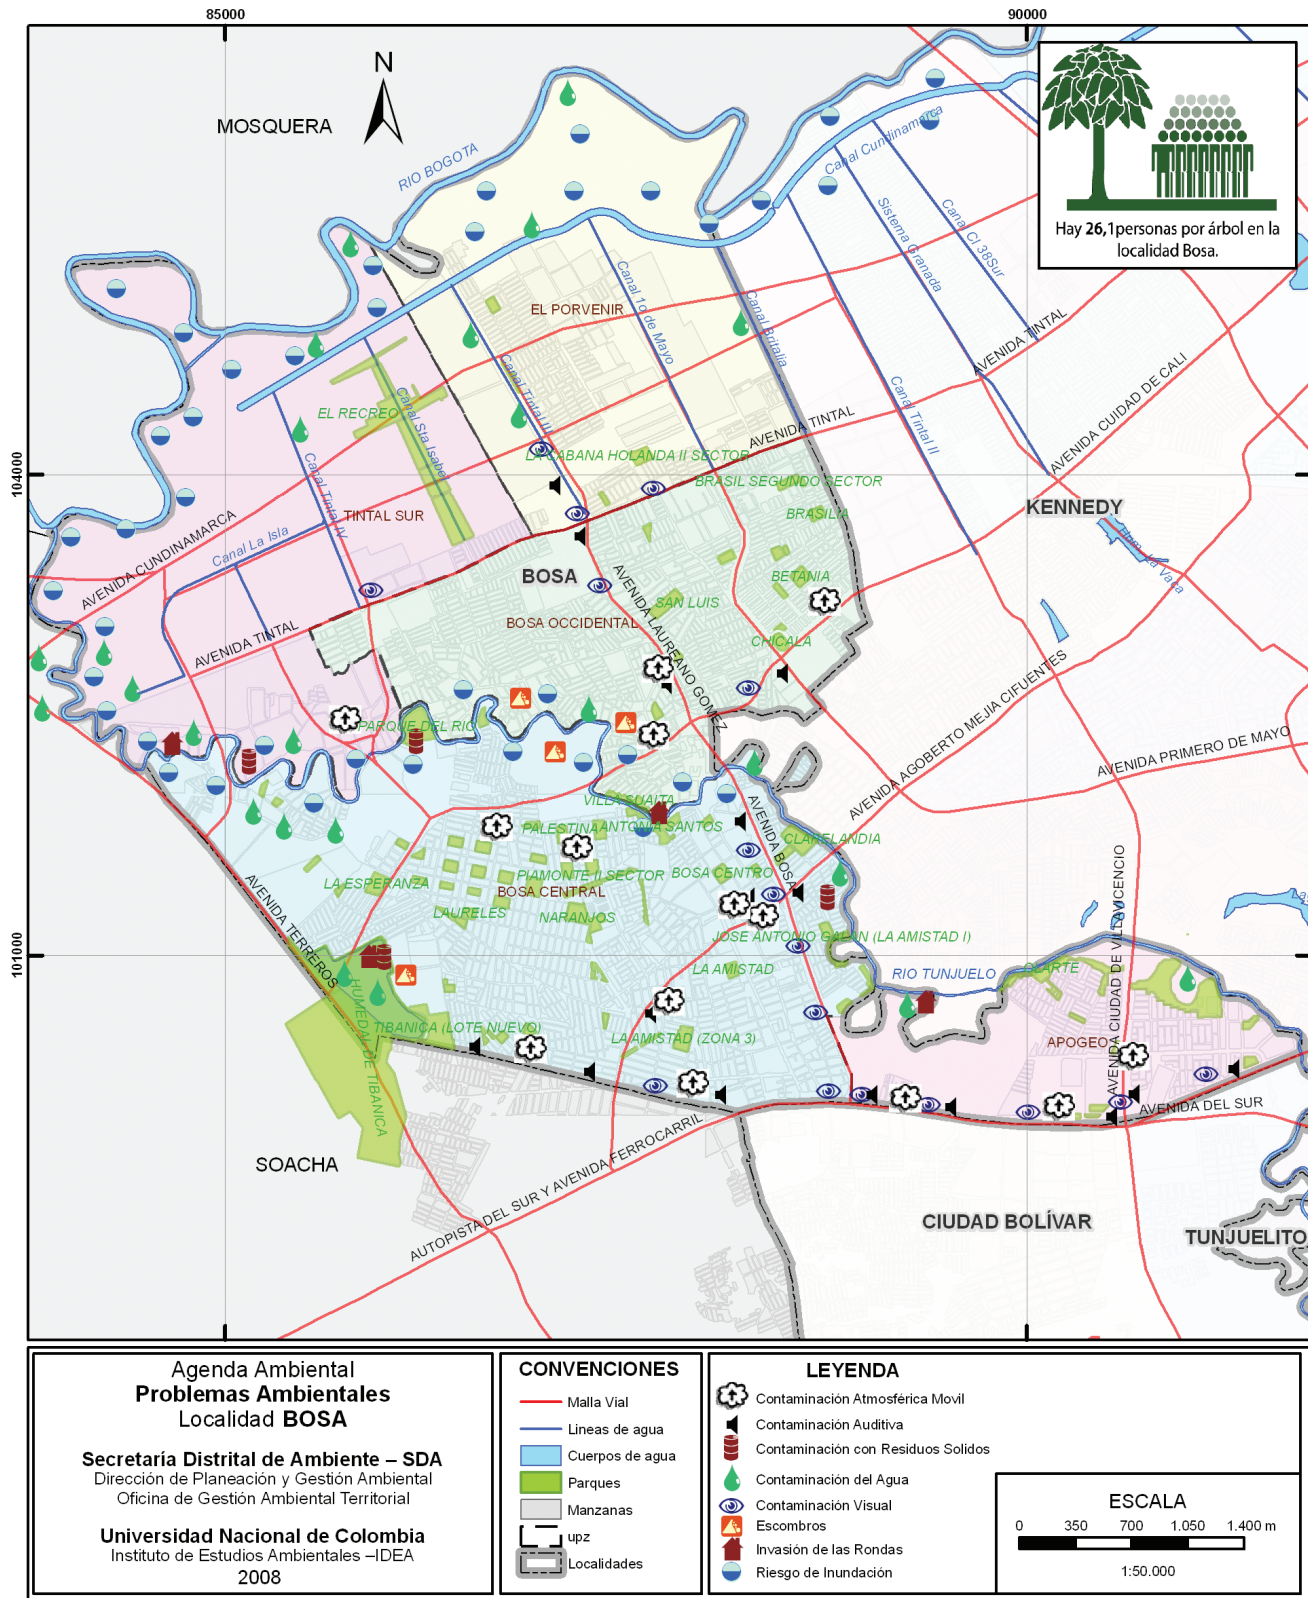 85000
90000
N
MOSQUERA
RIO BOGOTA
Canal Cundinamarca
Hay 26,1personas por árbol en la
localidad Bosa.
Canal Cl 38Sur
Sistema Granada
Canal 1o de Mayo
Canal Britalia
EL PORVENIR
AVENIDA TINTAL
AVENIDA CUIDAD DE CALI
Canal Tintal III
Canal Tintal II
EL RECREO
Canal Sta Isabel
AVENIDA TINTAL
LA CABANA HOLANDA II SECTOR
BRASIL SEGUNDO SECTOR
104000
Canal Tintal IV
TINTAL SUR
BRASILIA
KENNEDY
AVENIDA CUNDINAMARCA
Canal La Isla
Hum. La Vaca
BOSA
BETANIA
SAN LUIS
BOSA OCCIDENTAL
AVENIDA LAUREANO GOMEZ
CHICALA
AVENIDA TINTAL
PARQUE DEL RIO
AVENIDA AGOBERTO MEJIA CIFUENTES
AVENIDA PRIMERO DE MAYO
VILLA SUAITA
PALESTINA
ANTONIA SANTOS
AVENIDA BOSA
CLARELANDIA
LA ESPERANZA
PIAMONTE II SECTOR
BOSA CENTRO
BOSA CENTRAL
AVENIDA TERREROS
LAURELES
NARANJOS
JOSE ANTONIO GALAN (LA AMISTAD I)
101000
LA AMISTAD
RIO TUNJUELO
OLARTE
AVENIDA CIUDAD DE VILLAVICENCIO
HUMEDAL DE TIBANICA
TIBANICA (LOTE NUEVO)
LA AMISTAD (ZONA 3)
APOGEO
AVENIDA DEL SUR
SOACHA
AUTOPISTA DEL SUR Y AVENIDA FERROCARRIL
CIUDAD BOLÍVAR
TUNJUELITO
Agenda Ambiental
Problemas Ambientales
Localidad BOSA
Secretaría Distrital de Ambiente – SDA
Dirección de Planeación y Gestión Ambiental
Oficina de Gestión Ambiental Territorial
Universidad Nacional de Colombia
Instituto de Estudios Ambientales –IDEA
2008
CONVENCIONES
Malla Vial
Lineas de agua
Cuerpos de agua
Parques
Manzanas
upz
Localidades
LEYENDA
Contaminación Atmosférica Movil
Contaminación Auditiva
Contaminación con Residuos Solidos
Contaminación del Agua
Contaminación Visual
Escombros
Invasión de las Rondas
Riesgo de Inundación
ESCALA
0 350 700 1.050 1.400 m
1:50.000